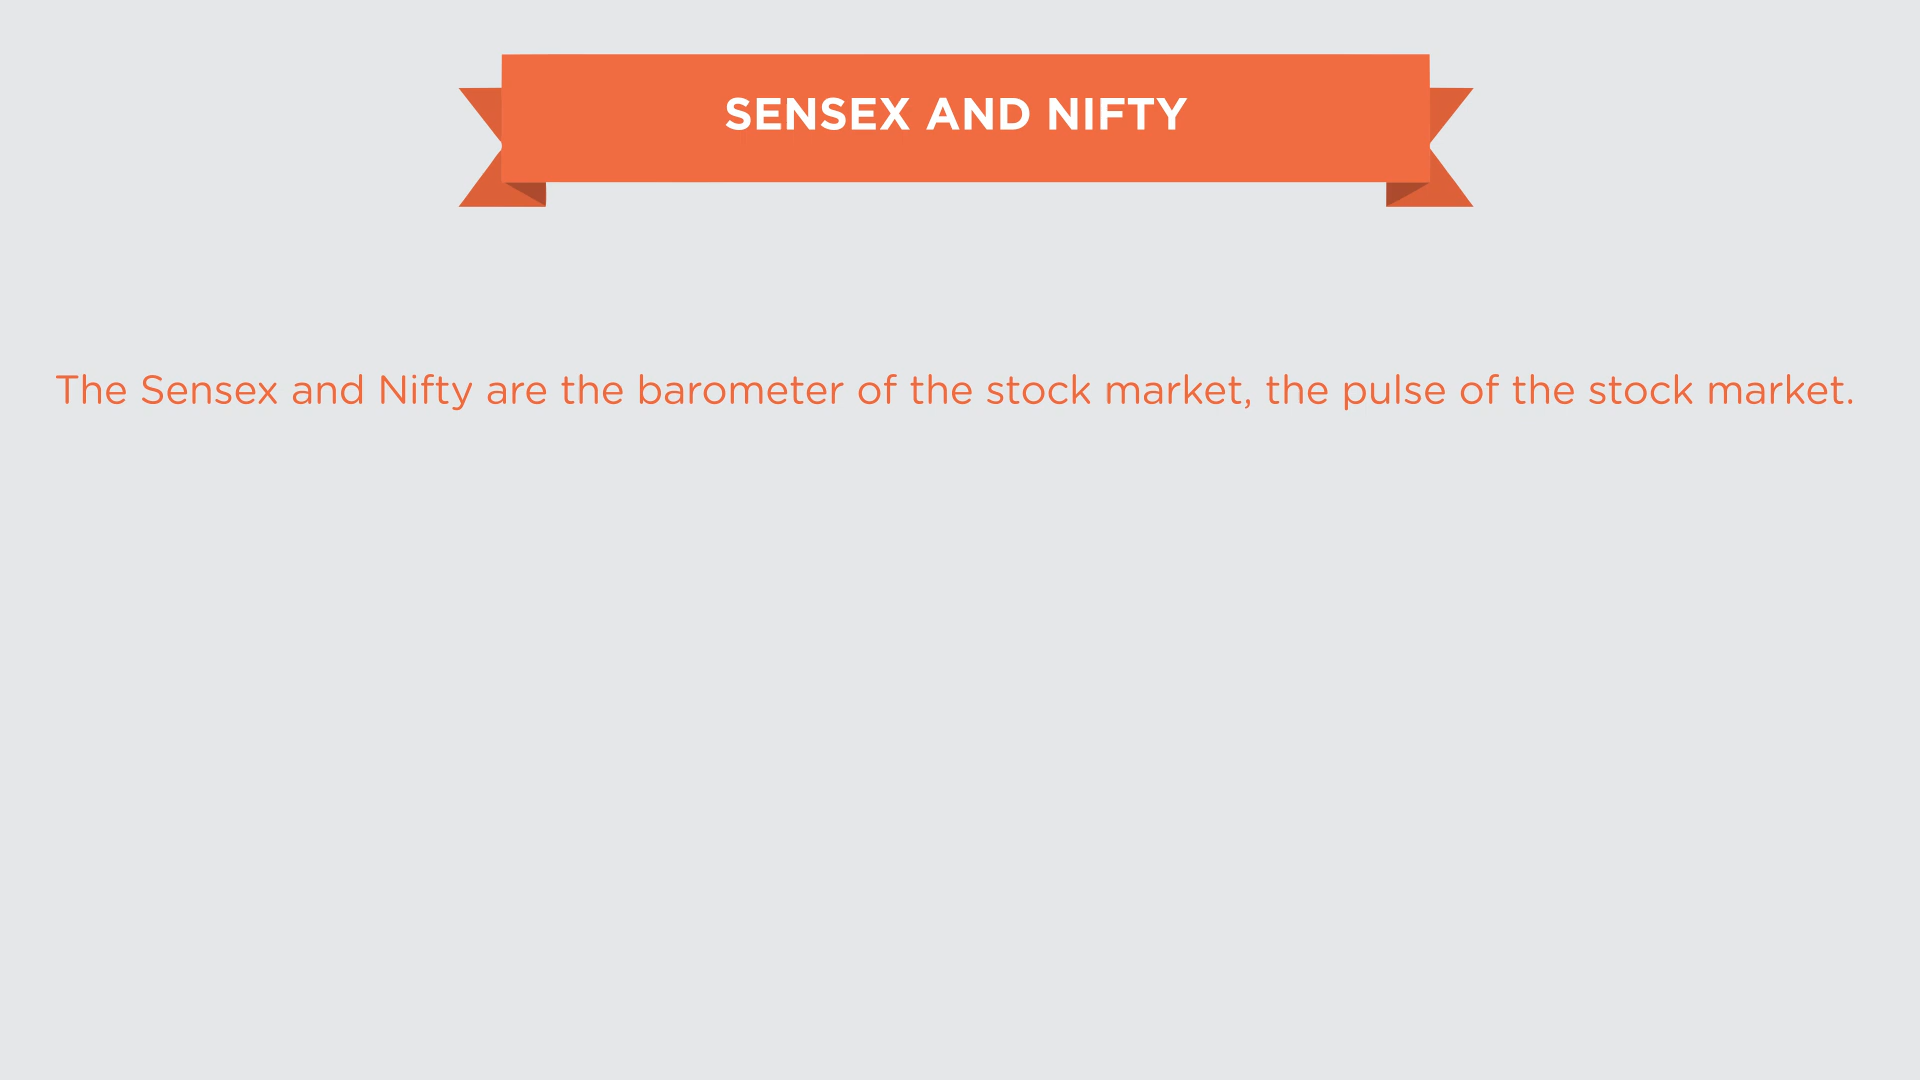 SENSEX AND NIFTY
The Sensex and Nifty are the barometer of the stock market, the pulse of the stock market.